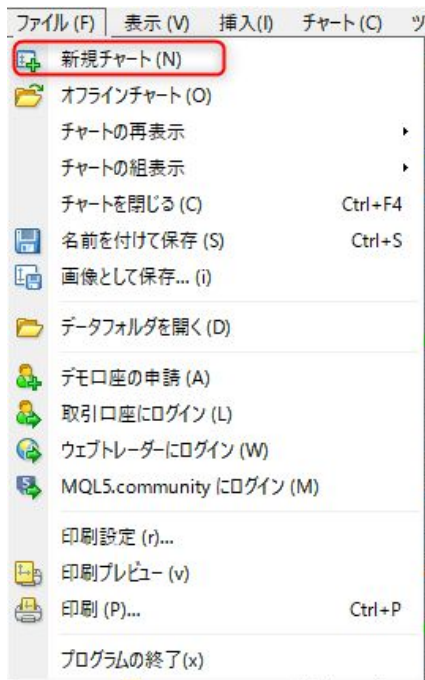 ファイル (F) 表示 (V) 挿入(I) チャート (C) ツ
新規チャート (N)
オフラインチャート (O)
チャートの再表示
チャートの組表示
チャートを閉じる (C) Ctrl+F4
名前を付けて保存 (S) Ctrl+S
画像として保存... (i)
データフォルダを開く (D)
デモ口座の申請 (A)
取引口座にログイン (L)
ウェブトレーダーにログイン (W)
MQL5.community にログイン (M)
印刷設定 (r)...
印刷プレビュー (v)
印刷 (P)... Ctrl+P
プログラムの終了(x)